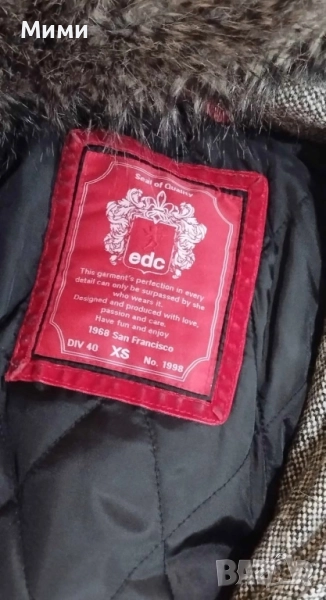 Мими
Seal of Quality
edc
This garment's perfection in every
detail can only be surpassed by she
who wears it.
Designed and produced with love,
passion and care.
Have fun and enjoy
1968 San Francisco
DIV 40 XS No. 1998
BAZAR